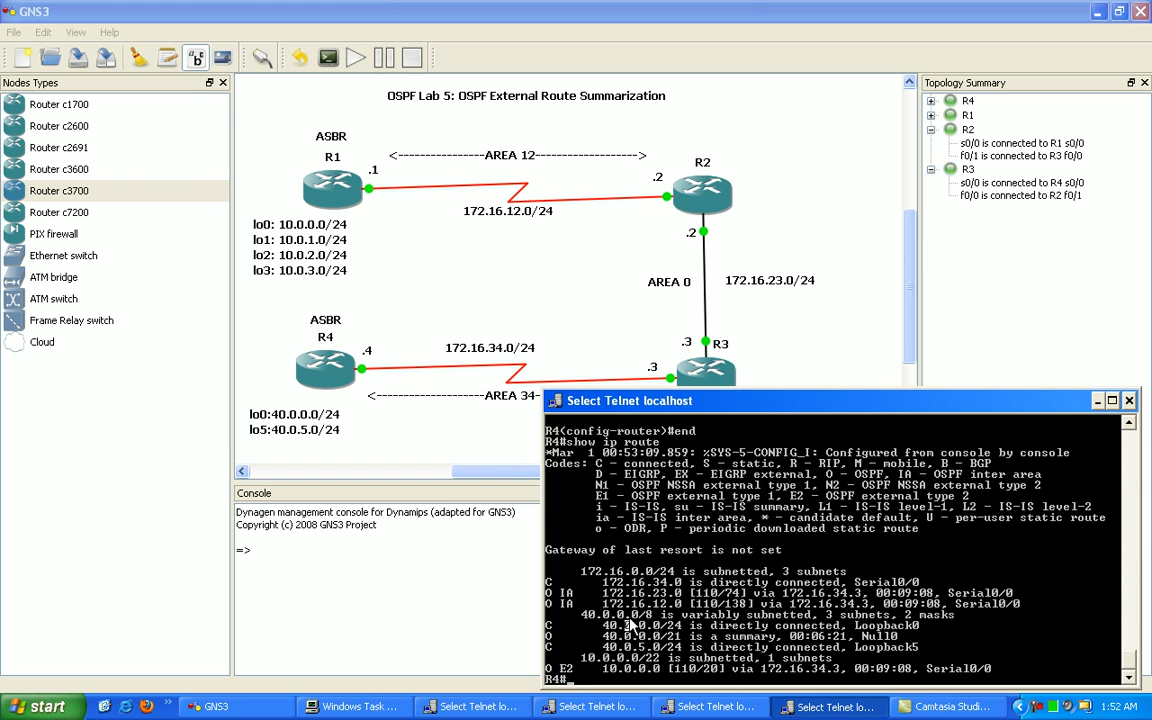 GNS3
File Edit View Help
Nodes Types
Router c1700
Router c2600
Router c2691
Router c3600
Router c3700
Router c7200
PIX firewall
Ethernet switch
ATM bridge
ATM switch
Frame Relay switch
Cloud
OSPF Lab 5: OSPF External Route Summarization
ASBR
R1
.1
<---------------AREA 12--------------->
R2
.2
172.16.12.0/24
lo0: 10.0.0.0/24
lo1: 10.0.1.0/24
lo2: 10.0.2.0/24
lo3: 10.0.3.0/24
.2
AREA 0
172.16.23.0/24
ASBR
R4
.4
172.16.34.0/24
.3
R3
.3
<---------------AREA 34-
lo0:40.0.0.0/24
lo5:40.0.5.0/24
Topology Summary
R4
R1
R2
s0/0 is connected to R1 s0/0
f0/1 is connected to R3 f0/0
R3
s0/0 is connected to R4 s0/0
f0/0 is connected to R2 f0/1
Console
Dynagen management console for Dynamips (adapted for GNS3)
Copyright (c) 2008 GNS3 Project
=>
Select Telnet localhost
R4(config-router)#end
R4#show ip route
*Mar  1 00:53:09.859: %SYS-5-CONFIG_I: Configured from console by console
Codes: C - connected, S - static, R - RIP, M - mobile, B - BGP
D - EIGRP, EX - EIGRP external, O - OSPF, IA - OSPF inter area
N1 - OSPF NSSA external type 1, N2 - OSPF NSSA external type 2
E1 - OSPF external type 1, E2 - OSPF external type 2
i - IS-IS, su - IS-IS summary, L1 - IS-IS level-1, L2 - IS-IS level-2
ia - IS-IS inter area, * - candidate default, U - per-user static route
o - ODR, P - periodic downloaded static route
Gateway of last resort is not set
172.16.0.0/24 is subnetted, 3 subnets
C 172.16.34.0 is directly connected, Serial0/0
O IA 172.16.23.0 [110/74] via 172.16.34.3, 00:09:08, Serial0/0
O IA 172.16.12.0 [110/138] via 172.16.34.3, 00:09:08, Serial0/0
40.0.0.0/8 is variably subnetted, 3 subnets, 2 masks
C 40.0.0.0/24 is directly connected, Loopback0
O 40.0.0.0/21 is a summary, 00:06:21, Null0
C 40.0.5.0/24 is directly connected, Loopback5
10.0.0.0/22 is subnetted, 1 subnets
O E2 10.0.0.0 [110/20] via 172.16.34.3, 00:09:08, Serial0/0
R4#_
start
GNS3
Windows Task ...
Select Telnet lo...
Select Telnet lo...
Select Telnet lo...
Select Telnet lo...
Camtasia Studi...
1:52 AM